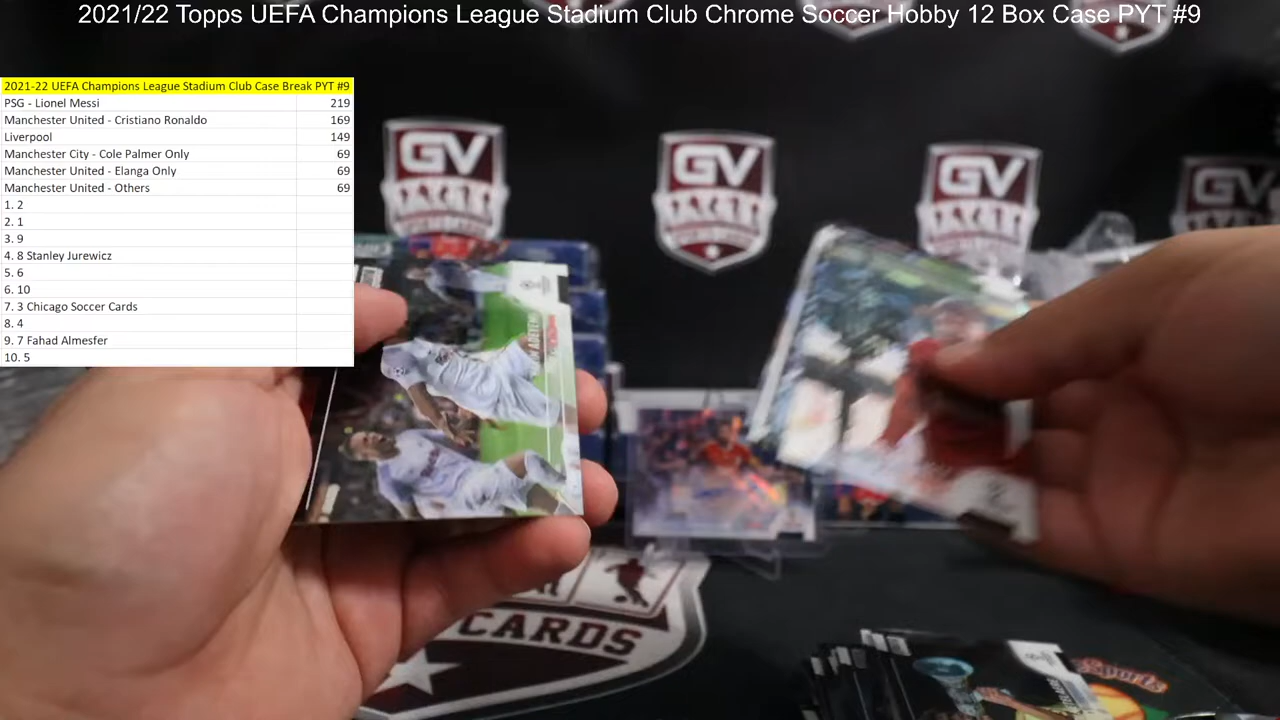 2021/22 Topps UEFA Champions League Stadium Club Chrome Soccer Hobby 12 Box Case PYT #9
2021-22 UEFA Champions League Stadium Club Case Break PYT #9
PSG - Lionel Messi 219
Manchester United - Cristiano Ronaldo 169
Liverpool 149
Manchester City - Cole Palmer Only 69
Manchester United - Elanga Only 69
Manchester United - Others 69
1. 2
2. 1
3. 9
4. 8 Stanley Jurewicz
5. 6
6. 10
7. 3 Chicago Soccer Cards
8. 4
9. 7 Fahad Almesfer
10. 5
GV
GV
GV
GV
CARDS
Sports